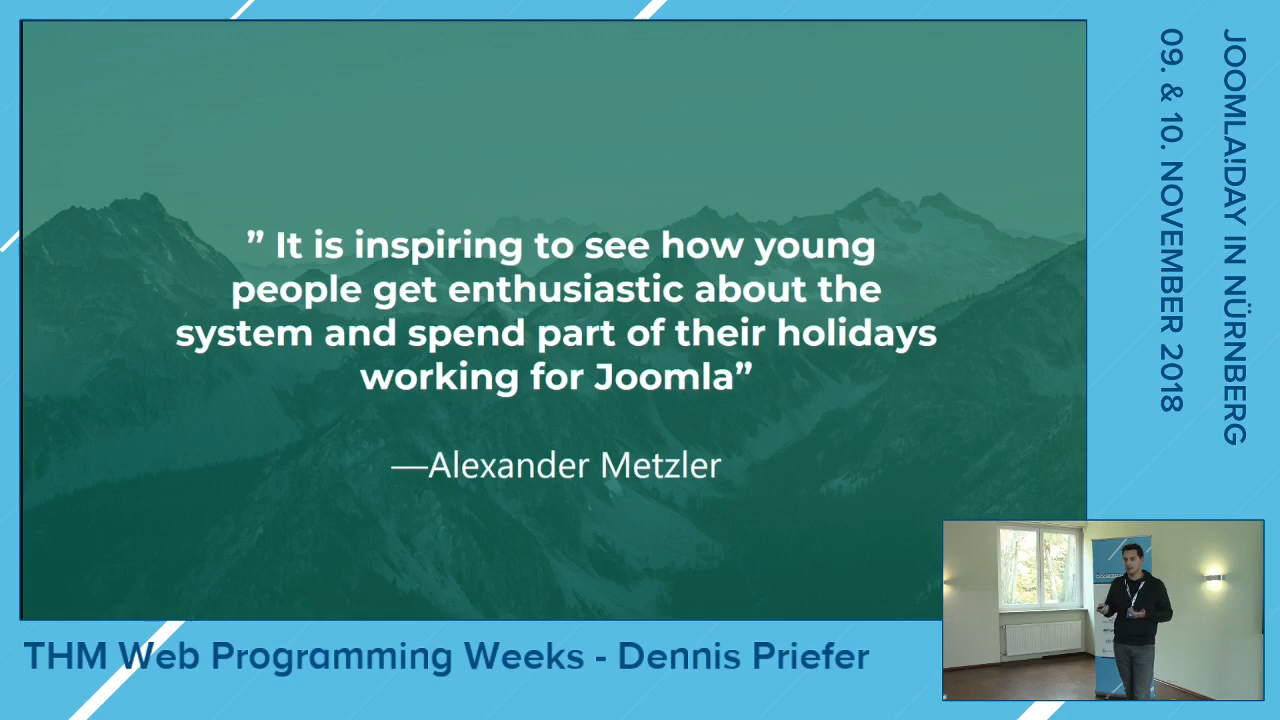 ” It is inspiring to see how young
people get enthusiastic about the
system and spend part of their holidays
working for Joomla”
—Alexander Metzler
THM Web Programming Weeks - Dennis Priefer
JOOMLA!DAY IN NÜRNBERG
09. & 10. NOVEMBER 2018